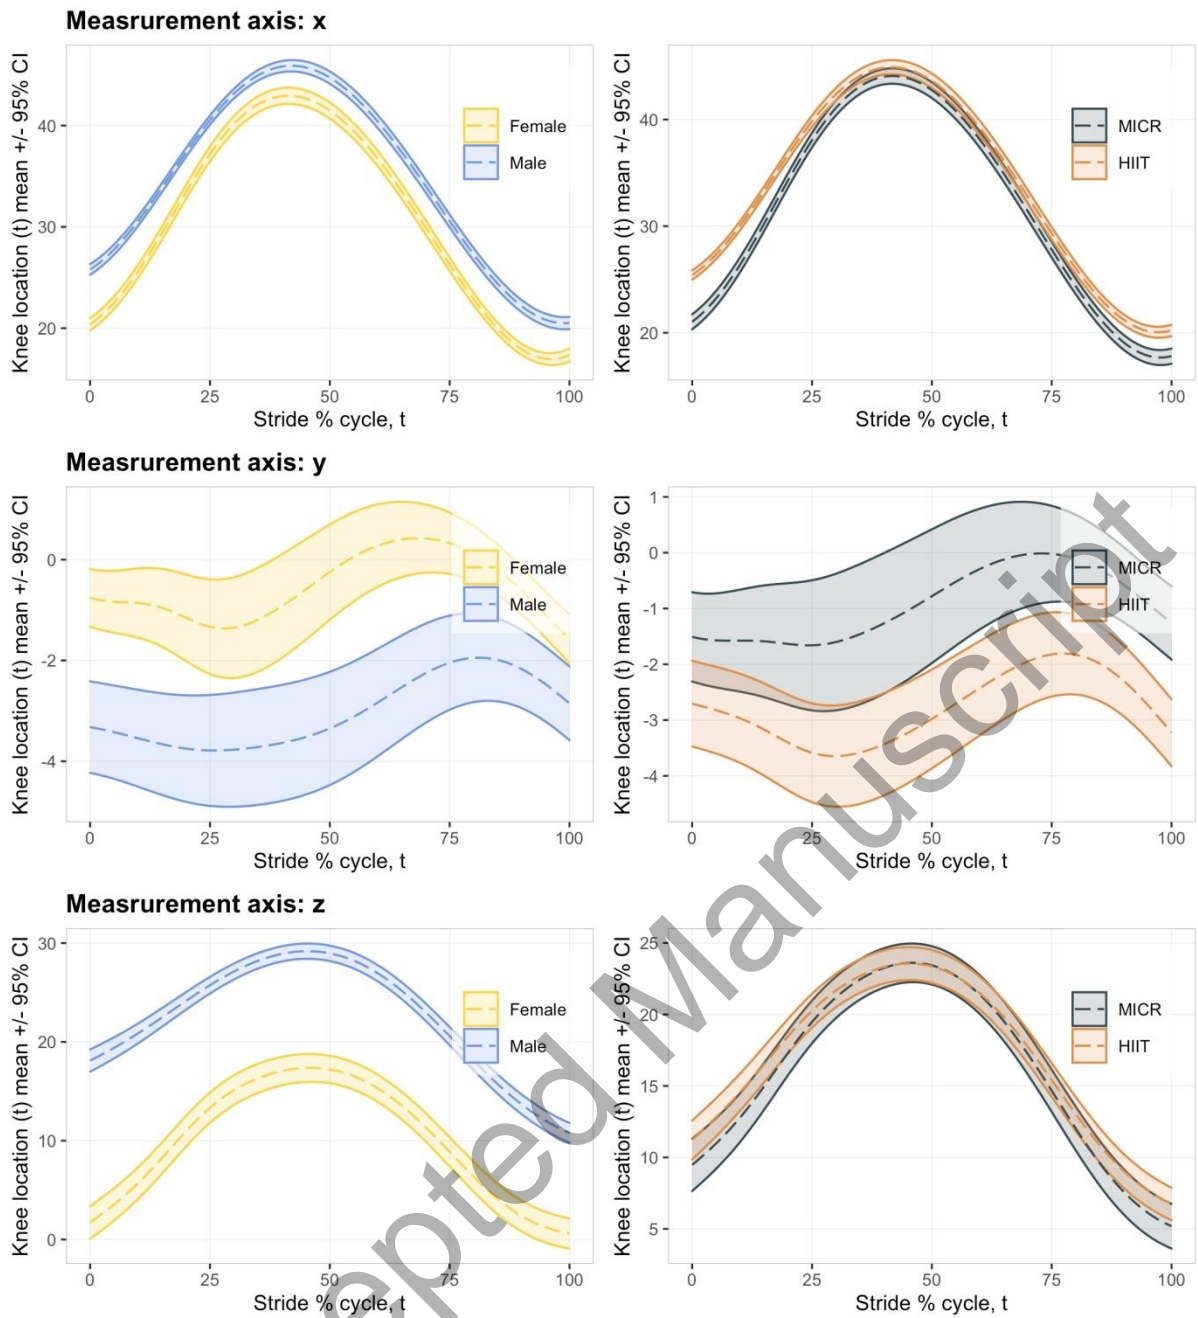 Measrurement axis: x
Knee location (t) mean +/- 95% CI
40
30
20
Female
Male
0 25 50 75 100
Stride % cycle, t
Knee location (t) mean +/- 95% CI
40
30
20
MICR
HIIT
0 25 50 75 100
Stride % cycle, t
Measrurement axis: y
Knee location (t) mean +/- 95% CI
0
-2
-4
Female
Male
0 25 50 75 100
Stride % cycle, t
Knee location (t) mean +/- 95% CI
1
0
-1
-2
-3
-4
MICR
HIIT
0 25 50 75 100
Stride % cycle, t
Measrurement axis: z
Knee location (t) mean +/- 95% CI
30
20
10
0
Female
Male
0 25 50 75 100
Stride % cycle, t
Knee location (t) mean +/- 95% CI
25
20
15
10
5
MICR
HIIT
0 25 50 75 100
Stride % cycle, t
epted Manuscript